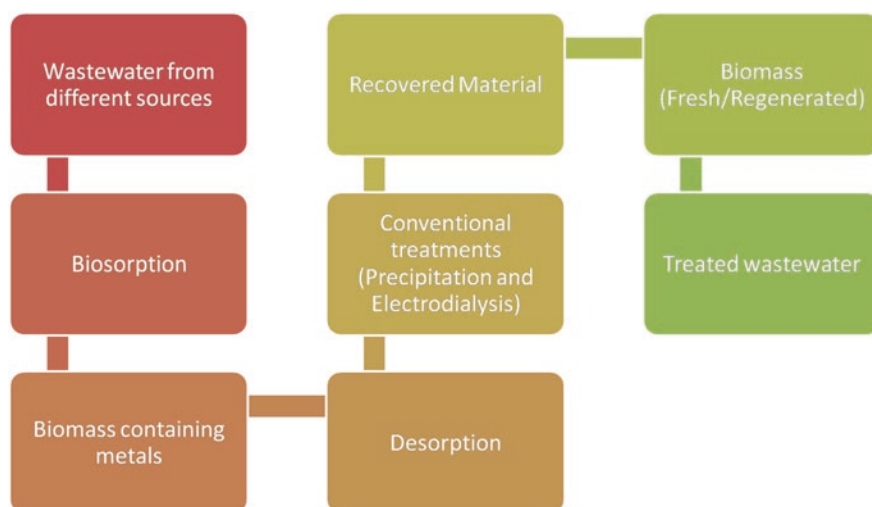 Wastewater from
different sources
Biosorption
Biomass containing
metals
Desorption
Conventional
treatments
(Precipitation and
Electrodialysis)
Recovered Material
Biomass
(Fresh/Regenerated)
Treated wastewater